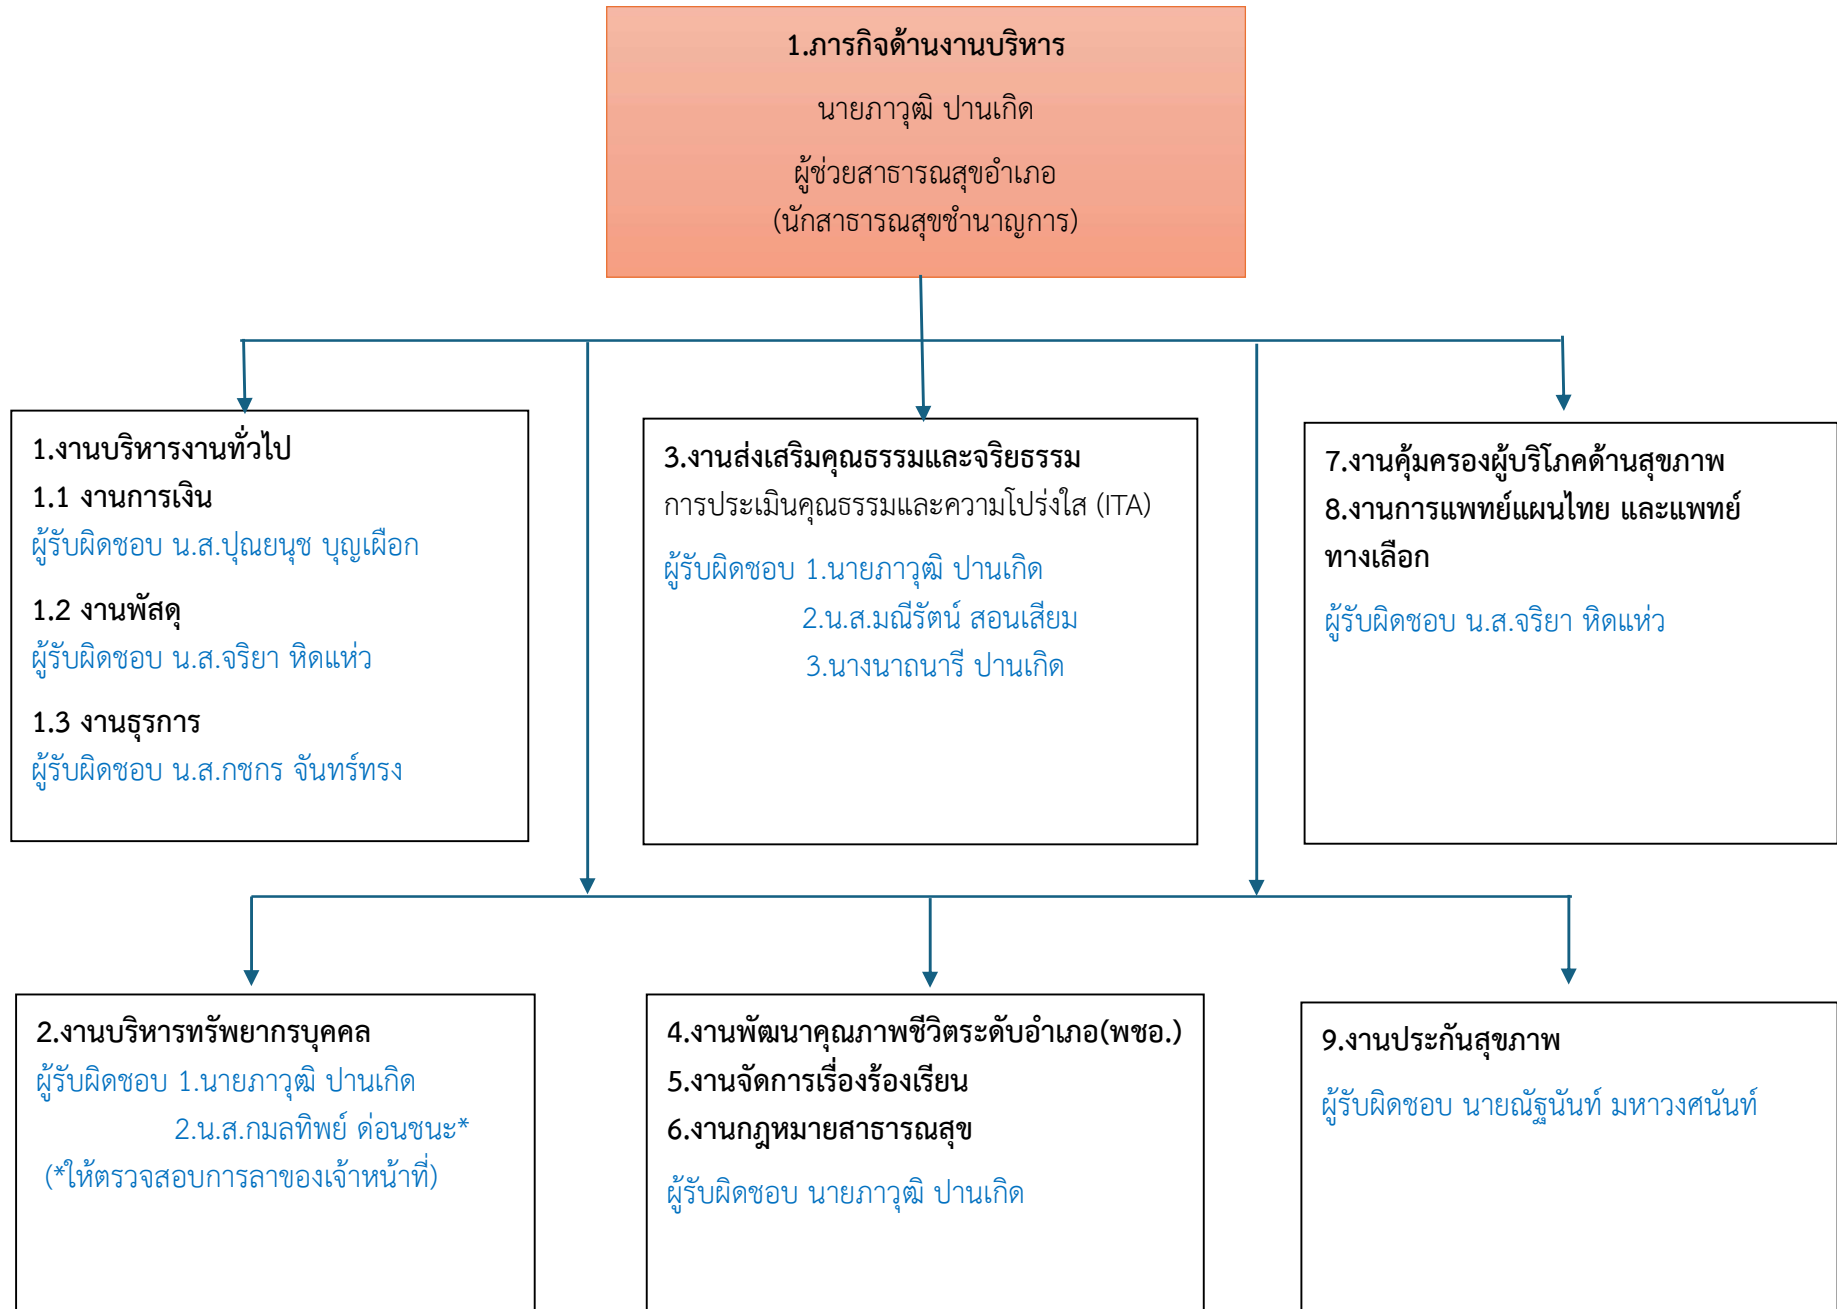 1.ภารกิจด้านงานบริหาร
นายภาวุฒิ ปานเกิด
ผู้ช่วยสาธารณสุขอำเภอ
(นักสาธารณสุขชำนาญการ)
1.งานบริหารงานทั่วไป
1.1 งานการเงิน
ผู้รับผิดชอบ น.ส.ปุณยนุช บุญเผือก
1.2 งานพัสดุ
ผู้รับผิดชอบ น.ส.จริยา หิดแห่ว
1.3 งานธุรการ
ผู้รับผิดชอบ น.ส.กชกร จันทร์ทรง
3.งานส่งเสริมคุณธรรมและจริยธรรม
การประเมินคุณธรรมและความโปร่งใส (ITA)
ผู้รับผิดชอบ 1.นายภาวุฒิ ปานเกิด
2.น.ส.มณีรัตน์ สอนเสียม
3.นางนาถนารี ปานเกิด
7.งานคุ้มครองผู้บริโภคด้านสุขภาพ
8.งานการแพทย์แผนไทย และแพทย์
ทางเลือก
ผู้รับผิดชอบ น.ส.จริยา หิดแห่ว
2.งานบริหารทรัพยากรบุคคล
ผู้รับผิดชอบ 1.นายภาวุฒิ ปานเกิด
2.น.ส.กมลทิพย์ ด่อนชนะ*
(*ให้ตรวจสอบการลาของเจ้าหน้าที่)
4.งานพัฒนาคุณภาพชีวิตระดับอำเภอ(พชอ.)
5.งานจัดการเรื่องร้องเรียน
6.งานกฎหมายสาธารณสุข
ผู้รับผิดชอบ นายภาวุฒิ ปานเกิด
9.งานประกันสุขภาพ
ผู้รับผิดชอบ นายณัฐนันท์ มหาวงศนันท์